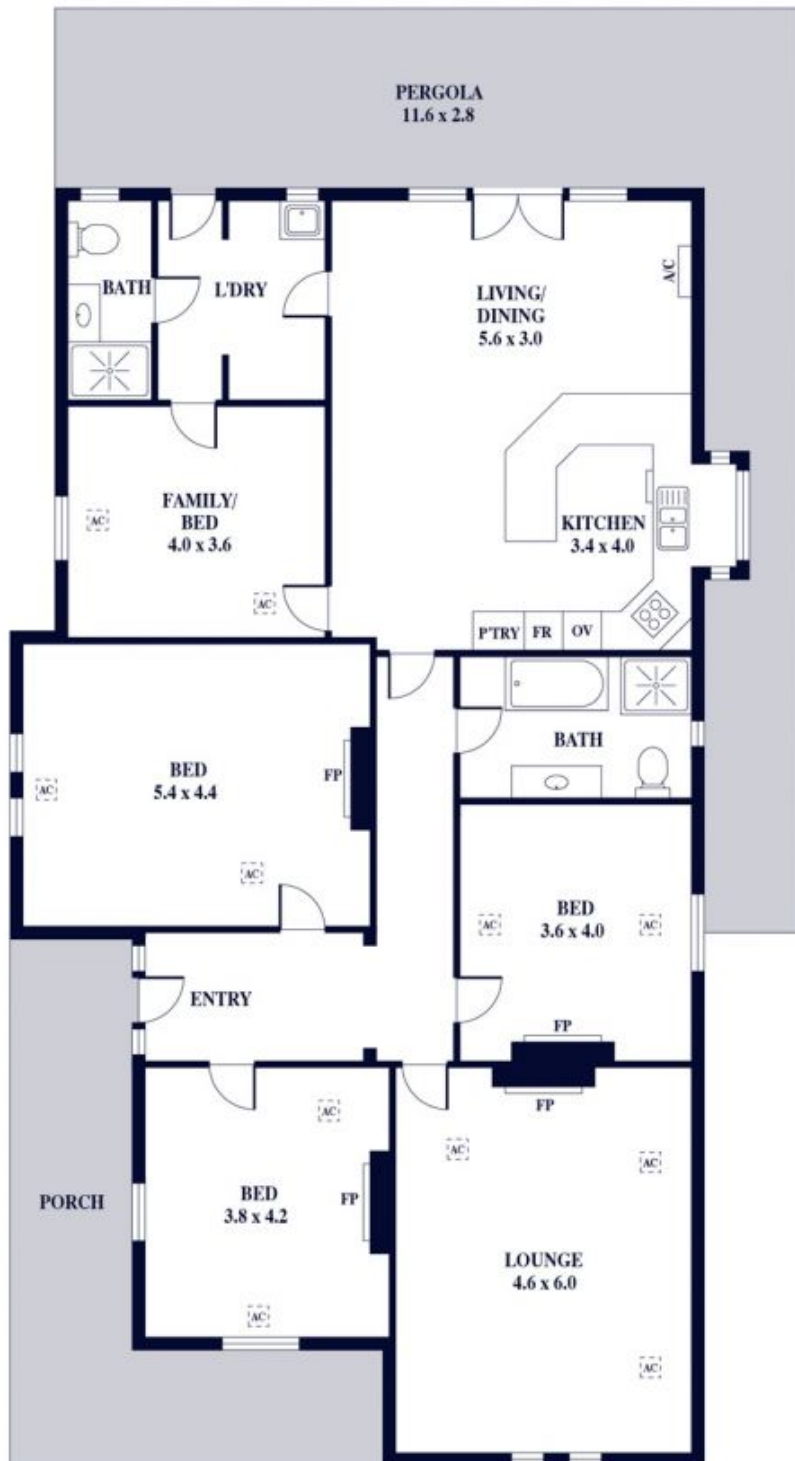 PERGOLA
11.6 x 2.8
BATH
L'DRY
LIVING/
DINING
5.6 x 3.0
A/C
FAMILY/
BED
4.0 x 3.6
AC
AC
KITCHEN
3.4 x 4.0
P'TRY FR OV
BED
5.4 x 4.4
FP
AC
AC
BATH
BED
3.6 x 4.0
AC
AC
FP
ENTRY
FP
AC
BED
3.8 x 4.2
FP
AC
PORCH
LOUNGE
4.6 x 6.0
AC
AC
AC